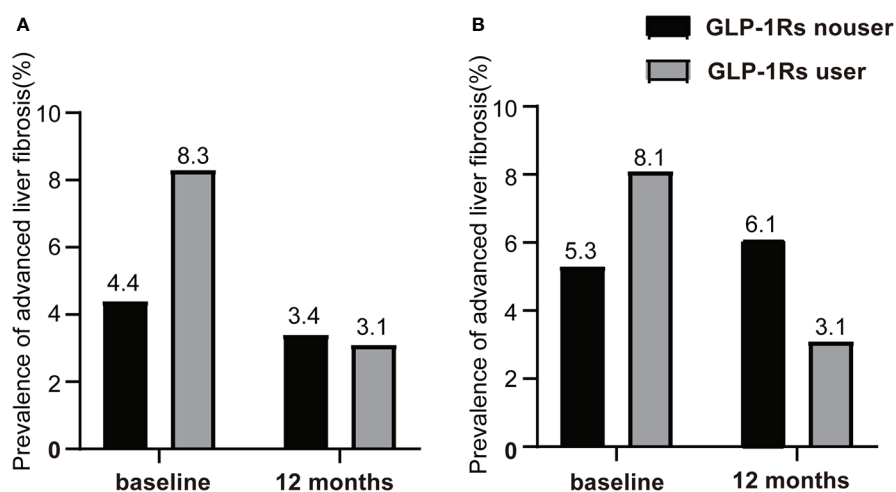 A
Prevalence of advanced liver fibrosis(%)
10
8
6
4
2
0
4.4
8.3
3.4
3.1
baseline
12 months
B
GLP-1Rs nouser
GLP-1Rs user
Prevalence of advanced liver fibrosis(%)
10
8
6
4
2
0
5.3
8.1
6.1
3.1
baseline
12 months